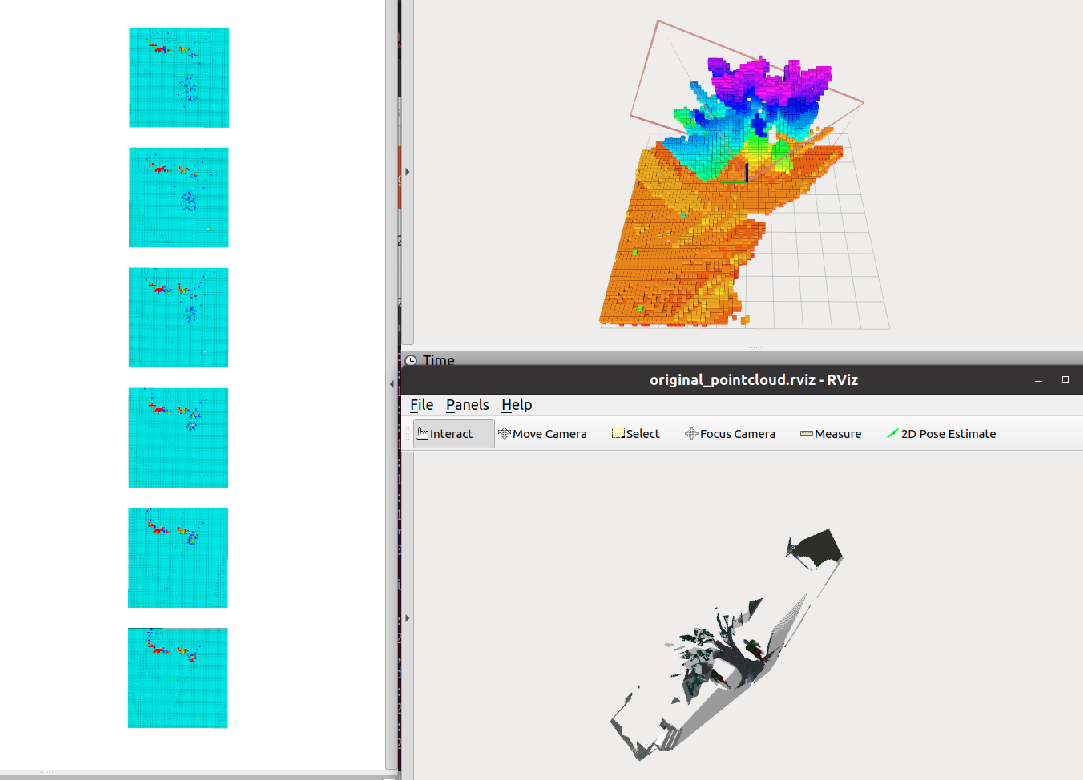 Time
original_pointcloud.rviz - RViz
File Panels Help
Interact Move Camera Select Focus Camera Measure 2D Pose Estimate